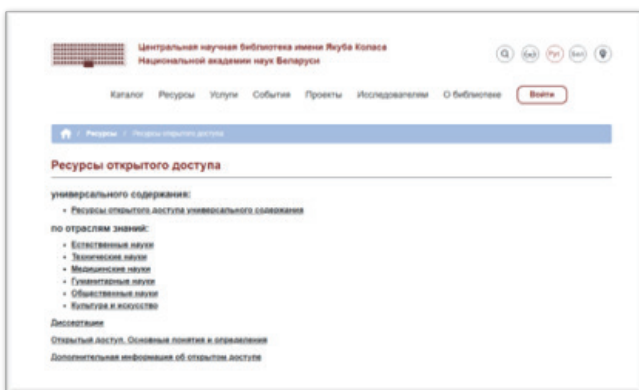 Центральная научная библиотека имени Якуба Коласа
Национальной академии наук Беларуси
Рус
Бел
Каталог Ресурсы Услуги События Проекты Исследователям О библиотеке Войти
/ Ресурсы / Ресурсы открытого доступа
Ресурсы открытого доступа
универсального содержания:
• Ресурсы открытого доступа универсального содержания
по отраслям знаний:
• Естественные науки
• Технические науки
• Медицинские науки
• Гуманитарные науки
• Общественные науки
• Культура и искусство
Диссертации
Открытый доступ. Основные понятия и определения
Дополнительная информация об открытом доступе